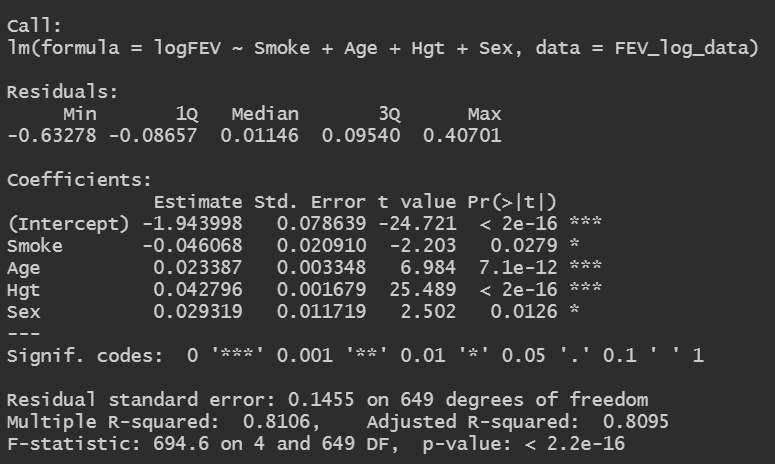 Call:
lm(formula = logFEV ~ Smoke + Age + Hgt + Sex, data = FEV_log_data)

Residuals:
     Min       1Q   Median       3Q      Max
-0.63278 -0.08657  0.01146  0.09540  0.40701

Coefficients:
             Estimate Std. Error t value Pr(>|t|)
(Intercept) -1.943998   0.078639 -24.721  < 2e-16 ***
Smoke       -0.046068   0.020910  -2.203   0.0279 *
Age          0.023387   0.003348   6.984  7.1e-12 ***
Hgt          0.042796   0.001679  25.489  < 2e-16 ***
Sex          0.029319   0.011719   2.502   0.0126 *
---
Signif. codes:  0 '***' 0.001 '**' 0.01 '*' 0.05 '.' 0.1 ' ' 1

Residual standard error: 0.1455 on 649 degrees of freedom
Multiple R-squared:  0.8106,    Adjusted R-squared:  0.8095
F-statistic: 694.6 on 4 and 649 DF,  p-value: < 2.2e-16